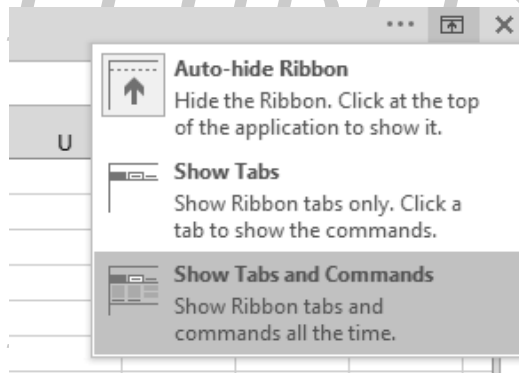 Auto-hide Ribbon
Hide the Ribbon. Click at the top
of the application to show it.
U
Show Tabs
Show Ribbon tabs only. Click a
tab to show the commands.
Show Tabs and Commands
Show Ribbon tabs and
commands all the time.